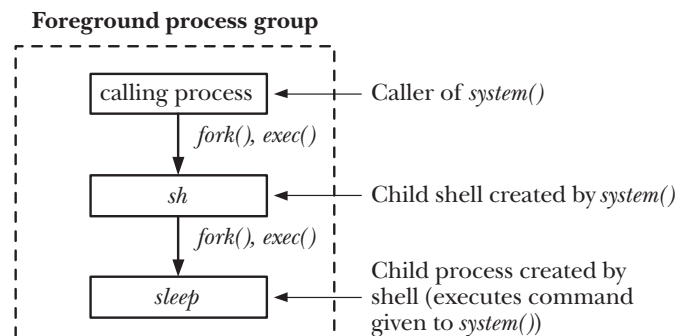 Foreground process group
calling process
Caller of system()
fork(), exec()
sh
Child shell created by system()
fork(), exec()
sleep
Child process created by
shell (executes command
given to system())